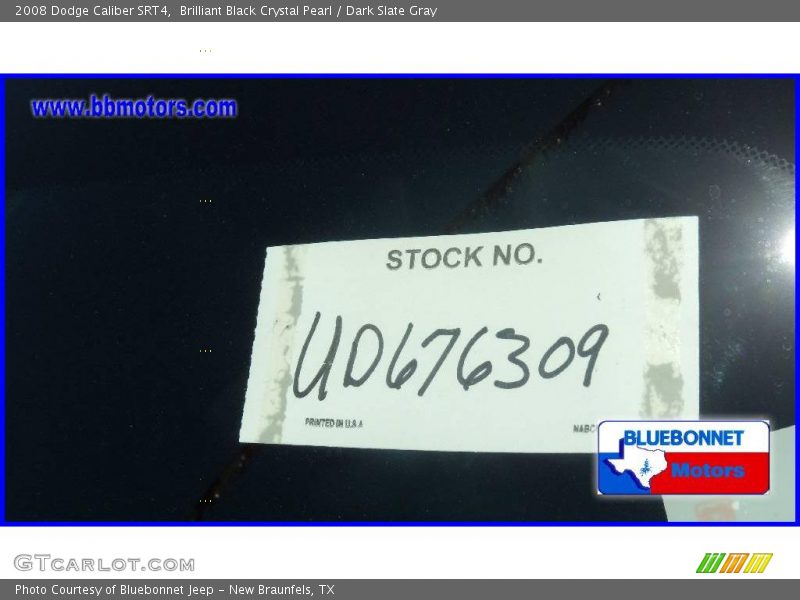 2008 Dodge Caliber SRT4,  Brilliant Black Crystal Pearl / Dark Slate Gray
www.bbmotors.com
STOCK NO.
UD676309
PRINTED IN U.S.A
BLUEBONNET
Motors
GTCARLOT.COM
Photo Courtesy of Bluebonnet Jeep - New Braunfels, TX